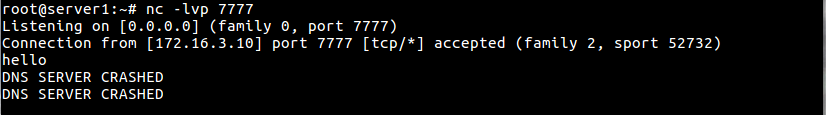 root@server1:~# nc -lvp 7777
Listening on [0.0.0.0] (family 0, port 7777)
Connection from [172.16.3.10] port 7777 [tcp/*] accepted (family 2, sport 52732)
hello
DNS SERVER CRASHED
DNS SERVER CRASHED